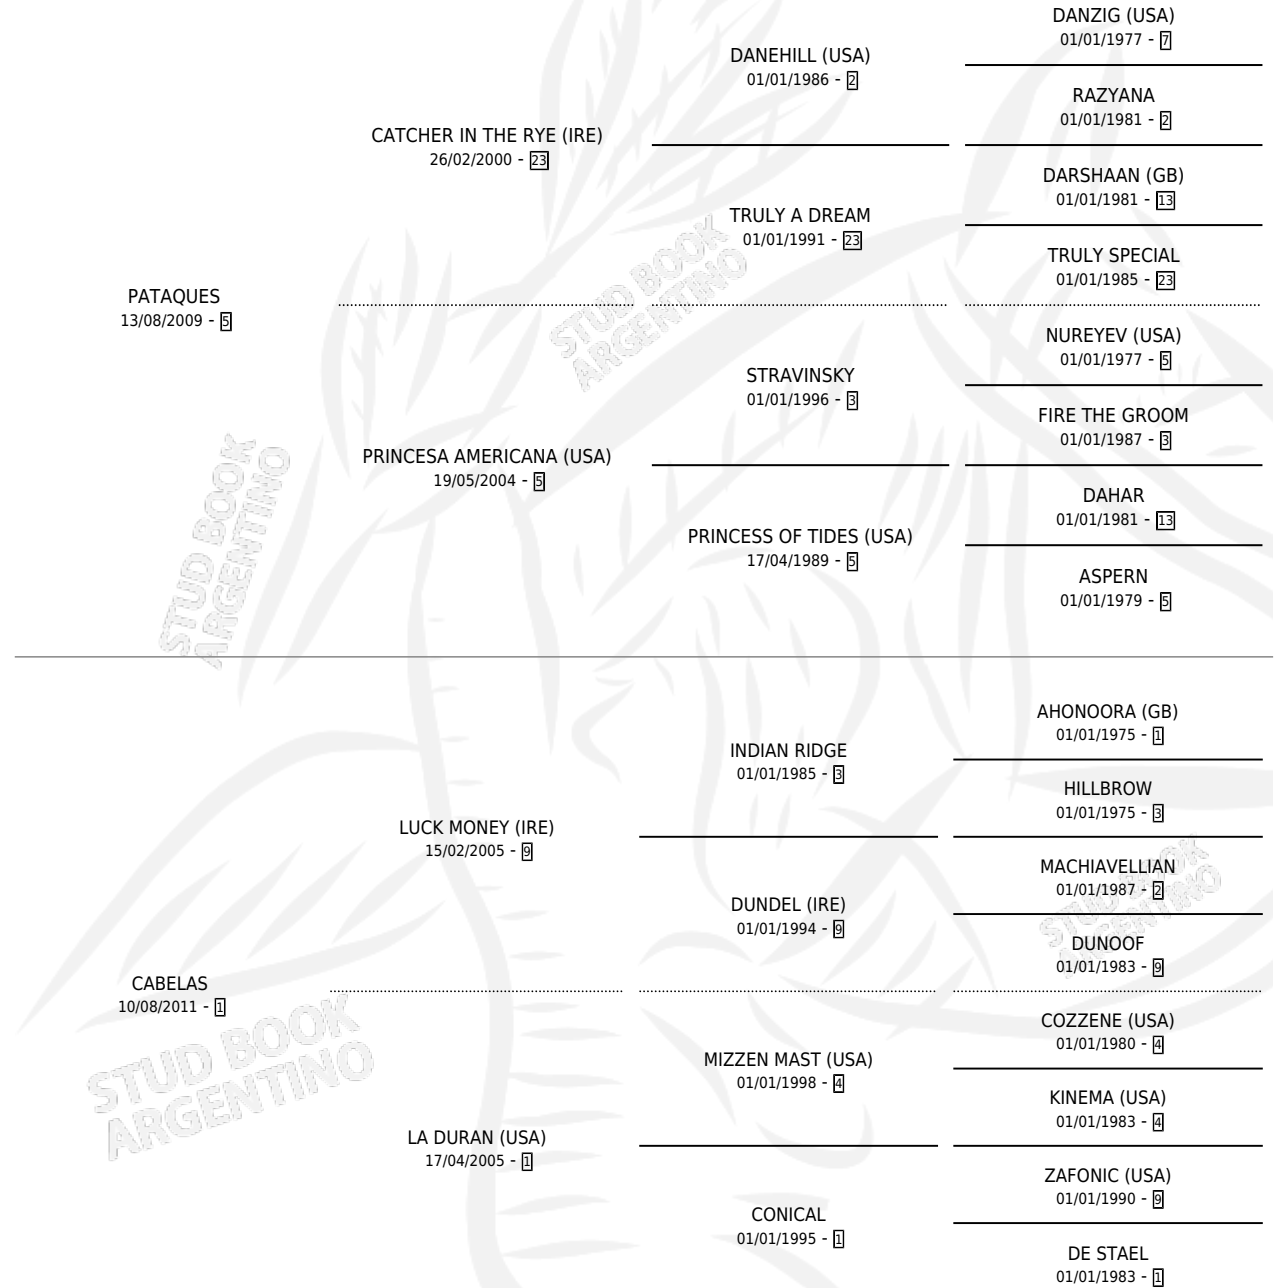 DANZIG (USA)
01/01/1977 - 7
DANEHILL (USA)
01/01/1986 - 2
RAZYANA
01/01/1981 - 2
CATCHER IN THE RYE (IRE)
26/02/2000 - 23
DARSHAAN (GB)
01/01/1981 - 13
TRULY A DREAM
01/01/1991 - 23
TRULY SPECIAL
01/01/1985 - 23
PATAQUES
13/08/2009 - 5
NUREYEV (USA)
01/01/1977 - 5
STRAVINSKY
01/01/1996 - 3
FIRE THE GROOM
01/01/1987 - 3
PRINCESA AMERICANA (USA)
19/05/2004 - 5
DAHAR
01/01/1981 - 13
PRINCESS OF TIDES (USA)
17/04/1989 - 5
ASPERN
01/01/1979 - 5
STUD BOOK
ARGENTINO
STUD BOOK
ARGENTINO
AHONOORA (GB)
01/01/1975 - 1
INDIAN RIDGE
01/01/1985 - 3
HILLBROW
01/01/1975 - 3
LUCK MONEY (IRE)
15/02/2005 - 9
MACHIAVELLIAN
01/01/1987 - 2
DUNDEL (IRE)
01/01/1994 - 9
DUNOOF
01/01/1983 - 9
CABELAS
10/08/2011 - 1
COZZENE (USA)
01/01/1980 - 4
MIZZEN MAST (USA)
01/01/1998 - 4
KINEMA (USA)
01/01/1983 - 4
LA DURAN (USA)
17/04/2005 - 1
ZAFONIC (USA)
01/01/1990 - 9
CONICAL
01/01/1995 - 1
DE STAEL
01/01/1983 - 1
STUD BOOK
ARGENTINO
STUD BOOK
ARGENTINO